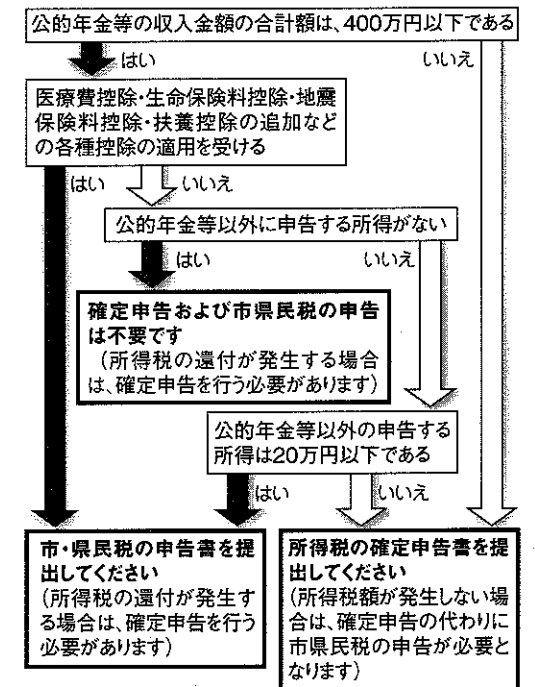 公的年金等の収入金額の合計額は、400万円以下である
はい
いいえ
医療費控除・生命保険料控除・地震
保険料控除・扶養控除の追加など
の各種控除の適用を受ける
はい
いいえ
公的年金等以外に申告する所得がない
はい
いいえ
確定申告および市県民税の申告
は不要です
(所得税の還付が発生する場合
は、確定申告を行う必要があります)
公的年金等以外の申告する
所得は20万円以下である
はい
いいえ
市・県民税の申告書を提
出してください
(所得税の還付が発生す
る場合は、確定申告を行う
必要があります)
所得税の確定申告書を提
出してください
(所得税額が発生しない場
合は、確定申告の代わりに
市県民税の申告が必要と
なります)